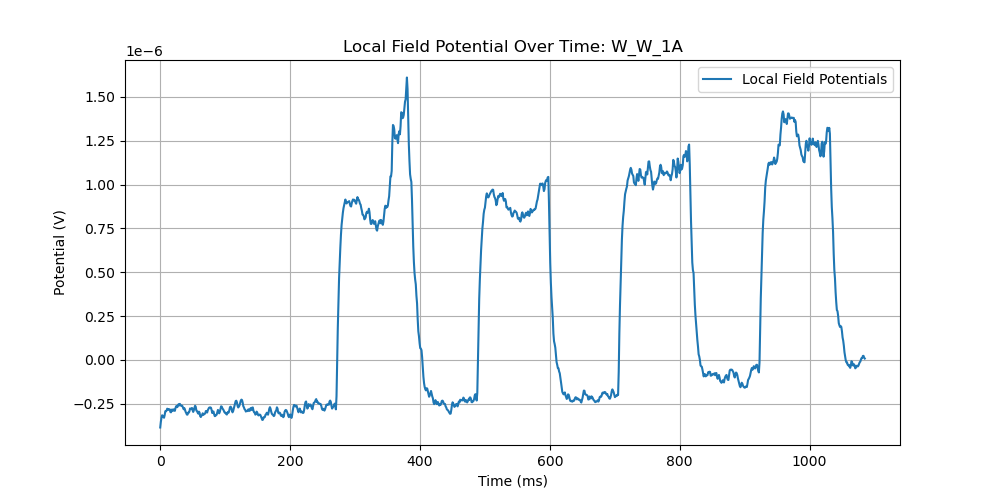 Local Field Potential Over Time: W_W_1A
1e−6
Local Field Potentials
1.50
1.25
1.00
0.75
0.50
0.25
0.00
−0.25
Potential (V)
0 200 400 600 800 1000
Time (ms)